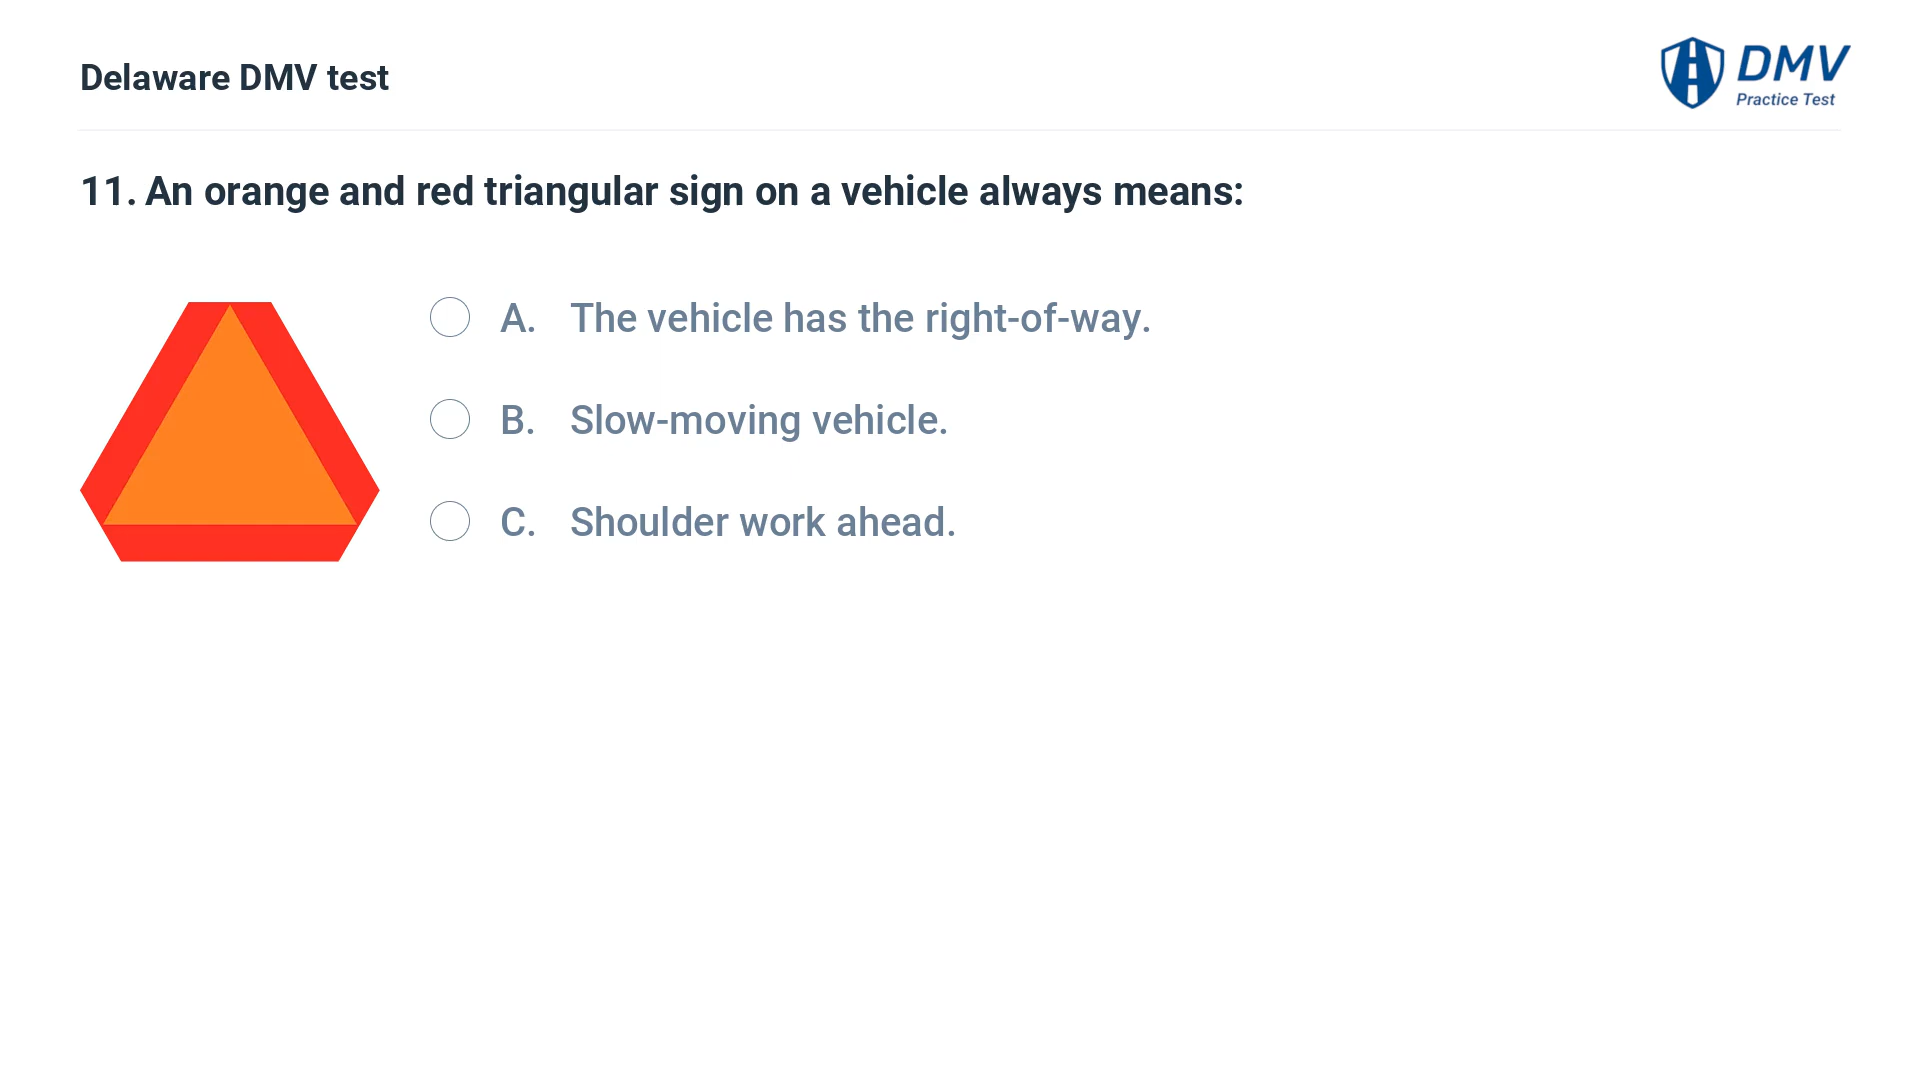 Delaware DMV test
DMV
Practice Test
11. An orange and red triangular sign on a vehicle always means:
A. The vehicle has the right-of-way.
B. Slow-moving vehicle.
C. Shoulder work ahead.